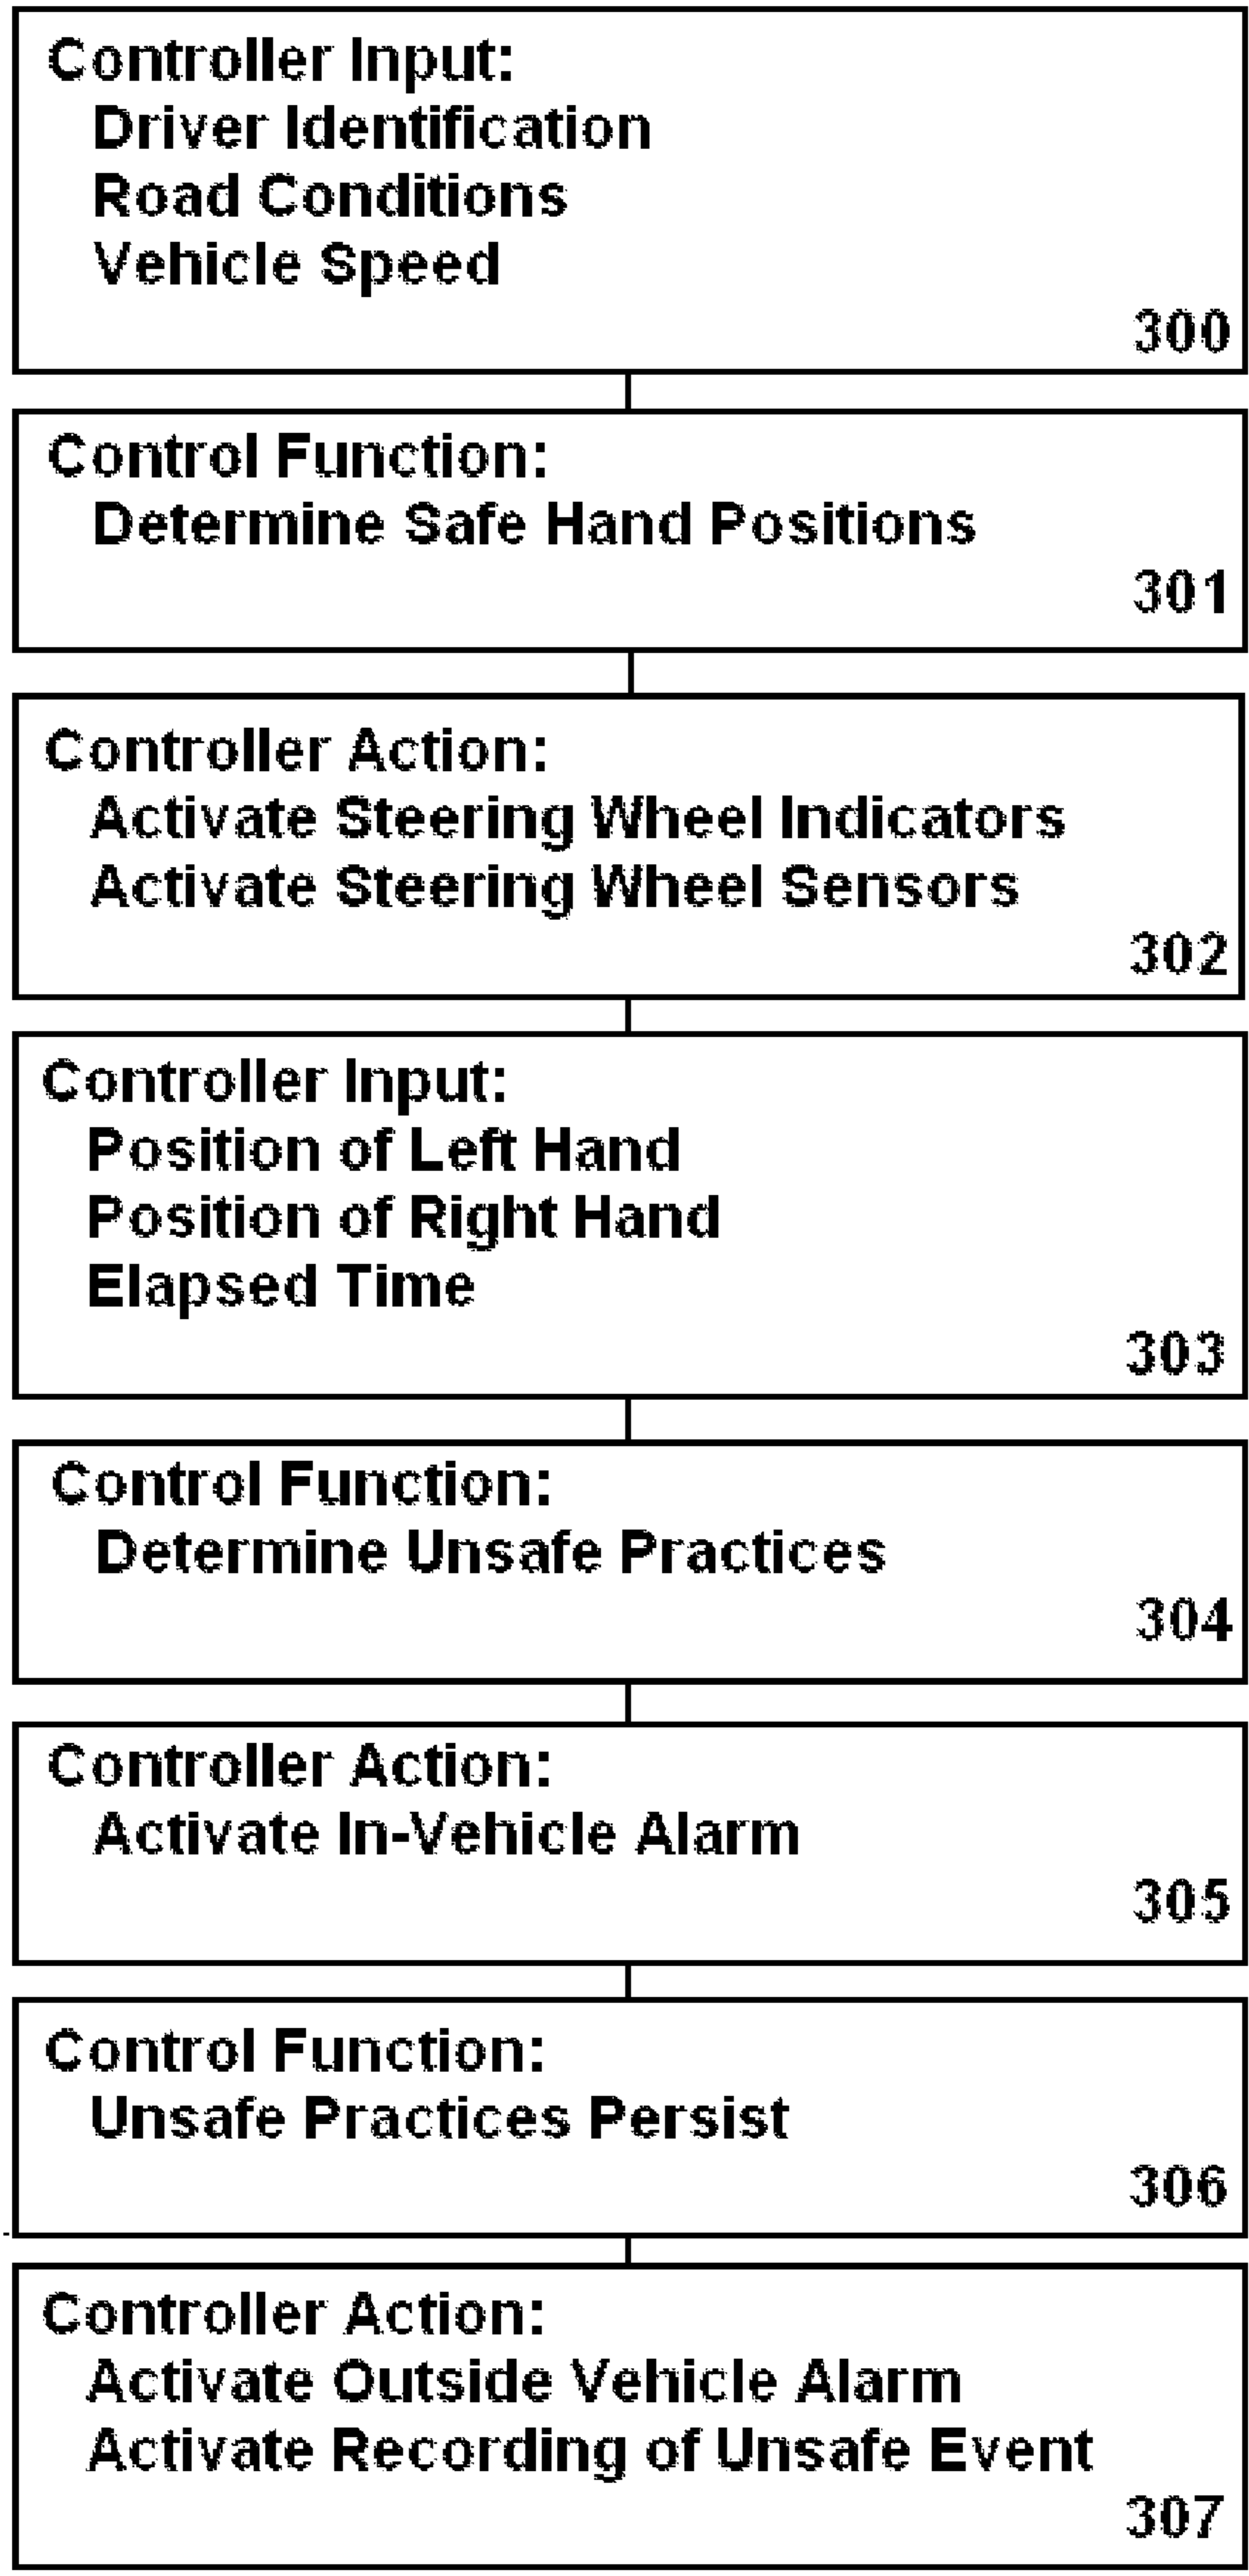 Controller Input:
Driver Identification
Road Conditions
Vehicle Speed
300
Control Function:
Determine Safe Hand Positions
301
Controller Action:
Activate Steering Wheel Indicators
Activate Steering Wheel Sensors
302
Controller Input:
Position of Left Hand
Position of Right Hand
Elapsed Time
303
Control Function:
Determine Unsafe Practices
304
Controller Action:
Activate In-Vehicle Alarm
305
Control Function:
Unsafe Practices Persist
306
Controller Action:
Activate Outside Vehicle Alarm
Activate Recording of Unsafe Event
307